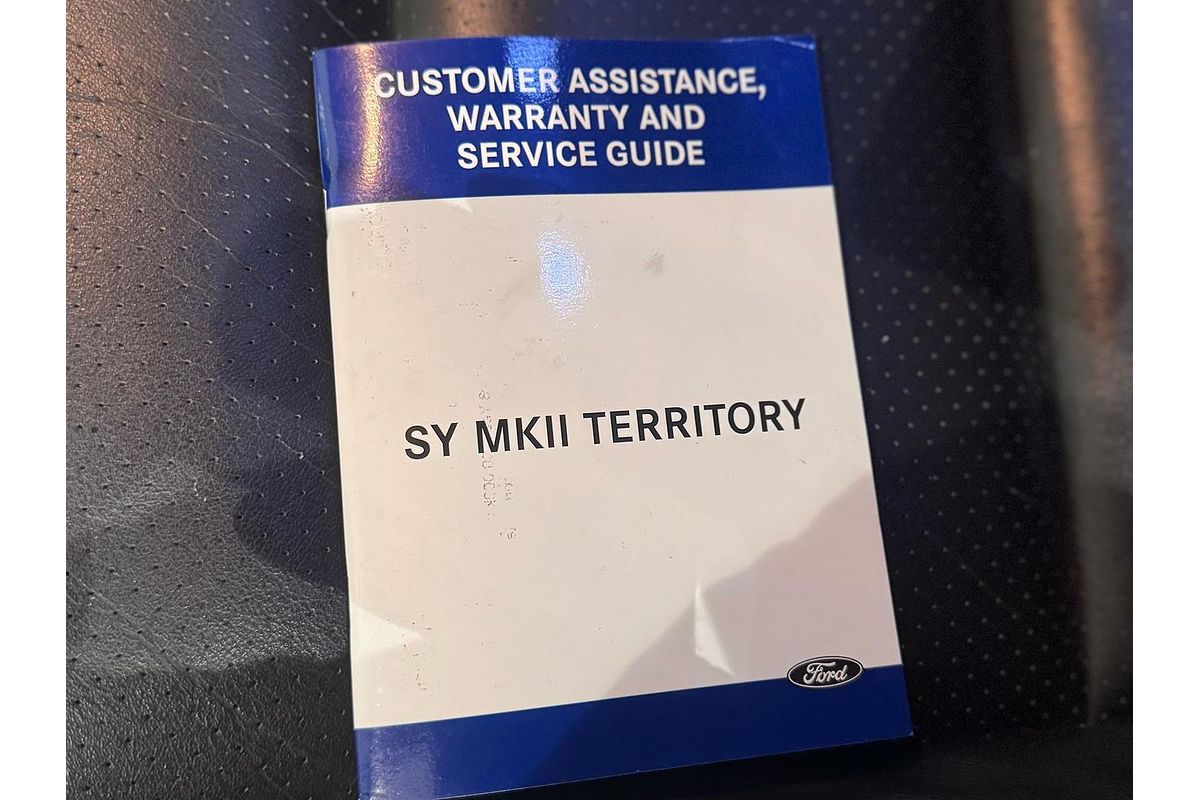 CUSTOMER ASSISTANCE,
WARRANTY AND
SERVICE GUIDE
SY MKII TERRITORY
Ford